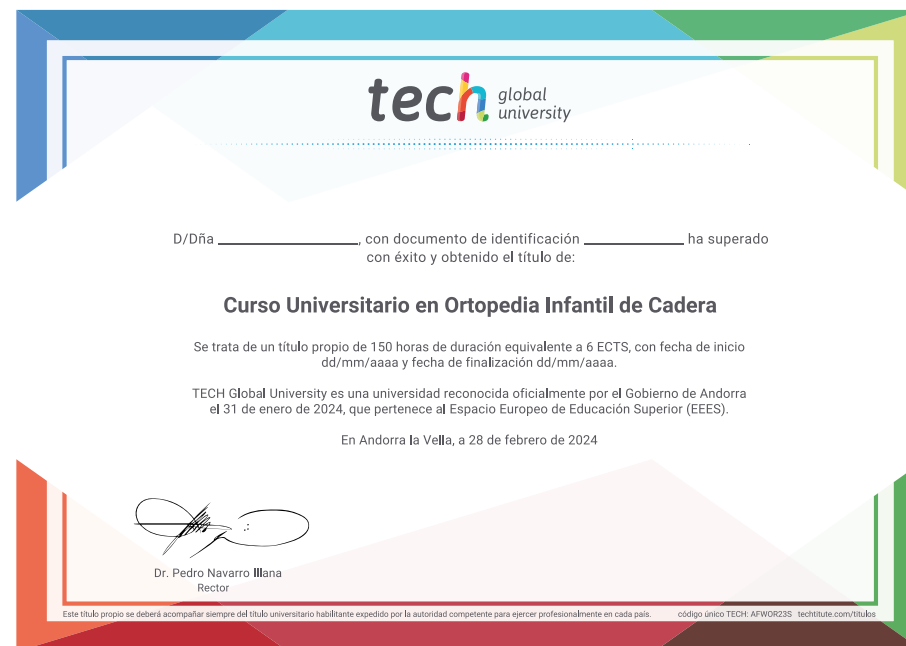 tech global university
D/Dña ____________________, con documento de identificación ______________ ha superado
con éxito y obtenido el título de:
Curso Universitario en Ortopedia Infantil de Cadera
Se trata de un título propio de 150 horas de duración equivalente a 6 ECTS, con fecha de inicio
dd/mm/aaaa y fecha de finalización dd/mm/aaaa.
TECH Global University es una universidad reconocida oficialmente por el Gobierno de Andorra
el 31 de enero de 2024, que pertenece al Espacio Europeo de Educación Superior (EEES).
En Andorra la Vella, a 28 de febrero de 2024
Dr. Pedro Navarro Illana
Rector
Este título propio se deberá acompañar siempre del título universitario habilitante expedido por la autoridad competente para ejercer profesionalmente en cada país. código único TECH: AFWOR23S techtitute.com/titulos